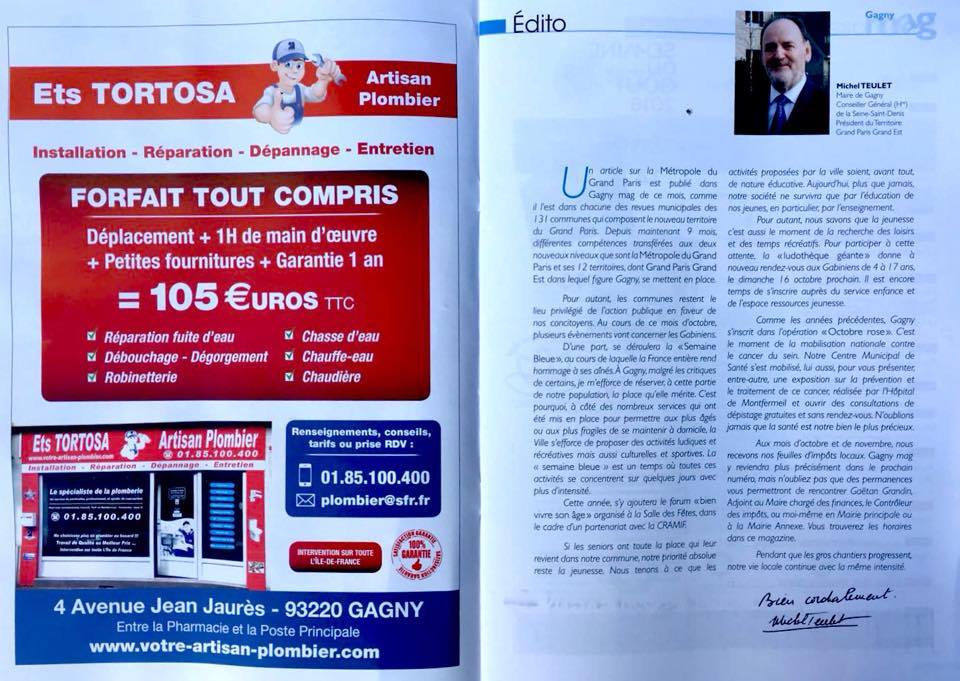 Ets TORTOSA
Artisan
Plombier
Installation - Réparation - Dépannage - Entretien
FORFAIT TOUT COMPRIS
Déplacement + 1H de main d'œuvre
+ Petites fournitures + Garantie 1 an
= 105 €UROS TTC
Réparation fuite d'eau
Débouchage - Dégorgement
Robinetterie
Chasse d'eau
Chauffe-eau
Chaudière
Ets TORTOSA Artisan Plombier
www.votre-artisan-plombier.com 01.85.100.400
Installation - Réparation - Dépannage - Entretien
Le spécialiste de la plomberie
01.85.100.400
Travail de Qualité au Meilleur Prix ...
Intervention sur toute l'Ile de France
Renseignements, conseils,
tarifs ou prise RDV :
01.85.100.400
plombier@sfr.fr
INTERVENTION SUR TOUTE
L'ÎLE-DE-FRANCE
SATISFACTION GARANTIE
100%
GARANTIE
4 Avenue Jean Jaurès - 93220 GAGNY
Entre la Pharmacie et la Poste Principale
www.votre-artisan-plombier.com
Édito
Gagny
mag
Michel TEULET
Maire de Gagny
Conseiller Général (Hre)
de la Seine-Saint-Denis
Président du Territoire
Grand Paris Grand Est
Un article sur la Métropole du
Grand Paris est publié dans
Gagny mag de ce mois, comme
il l'est dans chacune des revues municipales des
131 communes qui composent le nouveau territoire
du Grand Paris. Depuis maintenant 9 mois,
différentes compétences transférées aux deux
nouveaux niveaux que sont la Métropole du Grand
Paris et ses 12 territoires, dont Grand Paris Grand
Est dans lequel figure Gagny, se mettent en place.
Pour autant, les communes restent le
lieu privilégié de l'action publique en faveur de
nos concitoyens. Au cours de ce mois d'octobre,
plusieurs évènements vont concerner les Gabiniens.
D'une part, se déroulera la «Semaine
Bleue», au cours de laquelle la France entière rend
hommage à ses aînés. À Gagny, malgré les critiques
de certains, je m'efforce de réserver, à cette partie
de notre population, la place qu'elle mérite. C'est
pourquoi, à côté des nombreux services qui ont
été mis en place pour permettre aux plus âgés
ou aux plus fragiles de se maintenir à domicile, la
Ville s'efforce de proposer des activités ludiques et
récréatives mais aussi culturelles et sportives. La
« semaine bleue » est un temps où toutes ces
activités se concentrent sur quelques jours avec
plus d'intensité.
Cette année, s'y ajoutera le forum «bien
vivre son âge» organisé à la Salle des Fêtes, dans
le cadre d'un partenariat avec la CRAMIF.
Si les seniors ont toute la place qui leur
revient dans notre commune, notre priorité absolue
reste la jeunesse. Nous tenons à ce que les
activités proposées par la ville soient, avant tout,
de nature éducative. Aujourd'hui, plus que jamais,
notre société ne survivra que par l'éducation de
nos jeunes, en particulier, par l'enseignement.
Pour autant, nous savons que la jeunesse
c'est aussi le moment de la recherche des loisirs
et des temps récréatifs. Pour participer à cette
attente, la «ludothèque géante» donne à
nouveau rendez-vous aux Gabiniens de 4 à 17 ans,
le dimanche 16 octobre prochain. Il est encore
temps de s'inscrire auprès du service enfance et
de l'espace ressources jeunesse.
Comme les années précédentes, Gagny
s'inscrit dans l'opération «Octobre rose». C'est
le moment de la mobilisation nationale contre
le cancer du sein. Notre Centre Municipal de
Santé s'est mobilisé, lui aussi, pour vous présenter,
entre-autre, une exposition sur la prévention et
le traitement de ce cancer, réalisée par l'Hôpital
de Montfermeil et ouvrir des consultations de
dépistage gratuites et sans rendez-vous. N'oublions
jamais que la santé est notre bien le plus précieux.
Aux mois d'octobre et de novembre, nous
recevons nos feuilles d'impôts locaux. Gagny mag
y reviendra plus précisément dans le prochain
numéro, mais n'oubliez pas que des permanences
vous permettront de rencontrer Gaëtan Grandin,
Adjoint au Maire chargé des finances, le Contrôleur
des impôts, ou moi-même en Mairie principale ou
à la Mairie Annexe. Vous trouverez les horaires
dans ce magazine.
Pendant que les gros chantiers progressent,
notre vie locale continue avec la même intensité.
Bien cordialement.
Michel Teulet